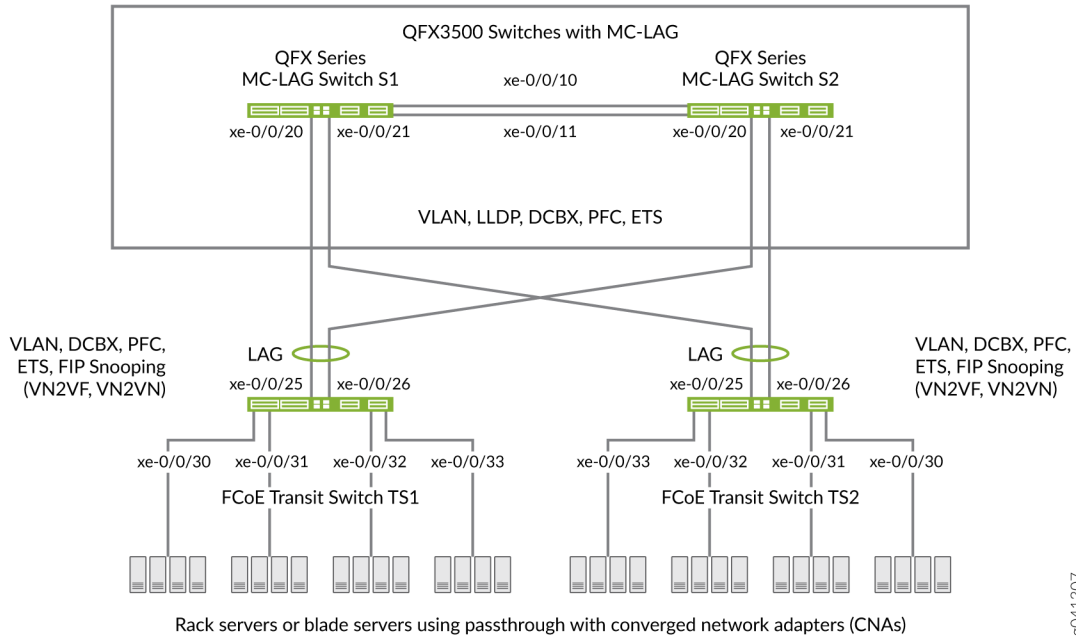 QFX3500 Switches with MC-LAG
QFX Series
MC-LAG Switch S1
QFX Series
MC-LAG Switch S2
xe-0/0/10
xe-0/0/20
xe-0/0/21
xe-0/0/11
xe-0/0/20
xe-0/0/21
VLAN, LLDP, DCBX, PFC, ETS
VLAN, DCBX, PFC,
ETS, FIP Snooping
(VN2VF, VN2VN)
LAG
LAG
VLAN, DCBX, PFC,
ETS, FIP Snooping
(VN2VF, VN2VN)
xe-0/0/25
xe-0/0/26
xe-0/0/25
xe-0/0/26
xe-0/0/30
xe-0/0/31
xe-0/0/32
xe-0/0/33
xe-0/0/33
xe-0/0/32
xe-0/0/31
xe-0/0/30
FCoE Transit Switch TS1
FCoE Transit Switch TS2
Rack servers or blade servers using passthrough with converged network adapters (CNAs)